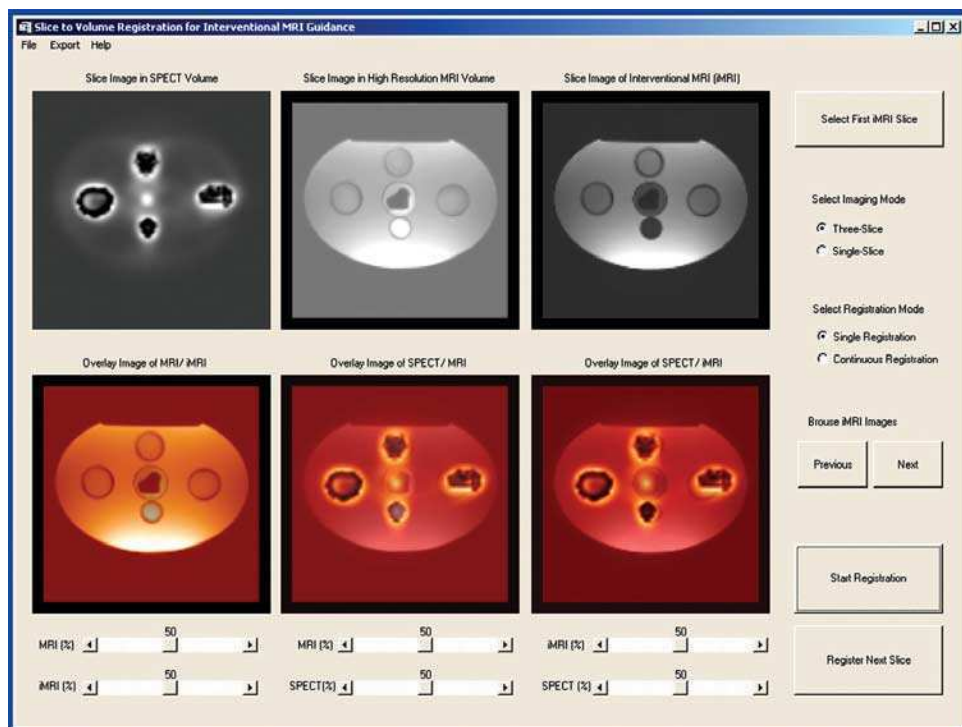 Slice to Volume Registration for Interventional MRI Guidance
File Export Help
Slice Image in SPECT Volume
Slice Image in High Resolution MRI Volume
Slice Image of Interventional MRI (iMRI)
Select First iMRI Slice
Select Imaging Mode
Three-Slice
Single-Slice
Select Registration Mode
Single Registration
Continuous Registration
Overlay Image of MRI/ iMRI
Overlay Image of SPECT/ MRI
Overlay Image of SPECT/ iMRI
Brouse iMRI Images
Previous
Next
Start Registration
Register Next Slice
MRI (%) 50
MRI (%) 50
iMRI (%) 50
iMRI (%) 50
SPECT(%) 50
SPECT (%) 50